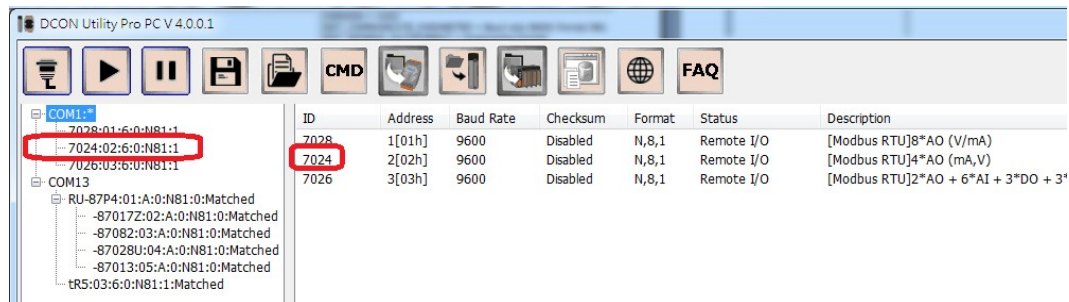 DCON Utility Pro PC V 4.0.0.1
CMD
FAQ
COM1:*
7028:01:6:0:N81:1
7024:02:6:0:N81:1
7026:03:6:0:N81:1
COM13
RU-87P4:01:A:0:N81:0:Matched
-87017Z:02:A:0:N81:0:Matched
-87082:03:A:0:N81:0:Matched
-87028U:04:A:0:N81:0:Matched
-87013:05:A:0:N81:0:Matched
tR5:03:6:0:N81:1:Matched
ID Address Baud Rate Checksum Format Status Description
7028 1[01h] 9600 Disabled N,8,1 Remote I/O [Modbus RTU]8*AO (V/mA)
7024 2[02h] 9600 Disabled N,8,1 Remote I/O [Modbus RTU]4*AO (mA,V)
7026 3[03h] 9600 Disabled N,8,1 Remote I/O [Modbus RTU]2*AO + 6*AI + 3*DO + 3*